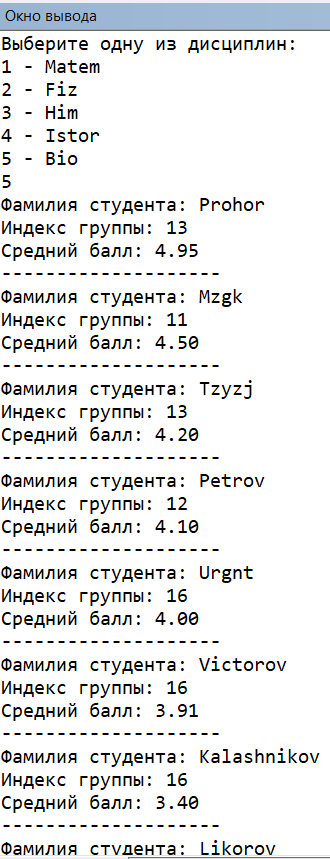 Окно вывода
Выберите одну из дисциплин:
1 - Matem
2 - Fiz
3 - Him
4 - Istor
5 - Bio
5
Фамилия студента: Prohor
Индекс группы: 13
Средний балл: 4.95
--------------------
Фамилия студента: Mzgk
Индекс группы: 11
Средний балл: 4.50
--------------------
Фамилия студента: Tzyzj
Индекс группы: 13
Средний балл: 4.20
--------------------
Фамилия студента: Petrov
Индекс группы: 12
Средний балл: 4.10
--------------------
Фамилия студента: Urgnt
Индекс группы: 16
Средний балл: 4.00
--------------------
Фамилия студента: Victorov
Индекс группы: 16
Средний балл: 3.91
--------------------
Фамилия студента: Kalashnikov
Индекс группы: 16
Средний балл: 3.40
--------------------
Фамилия студента: Likorov